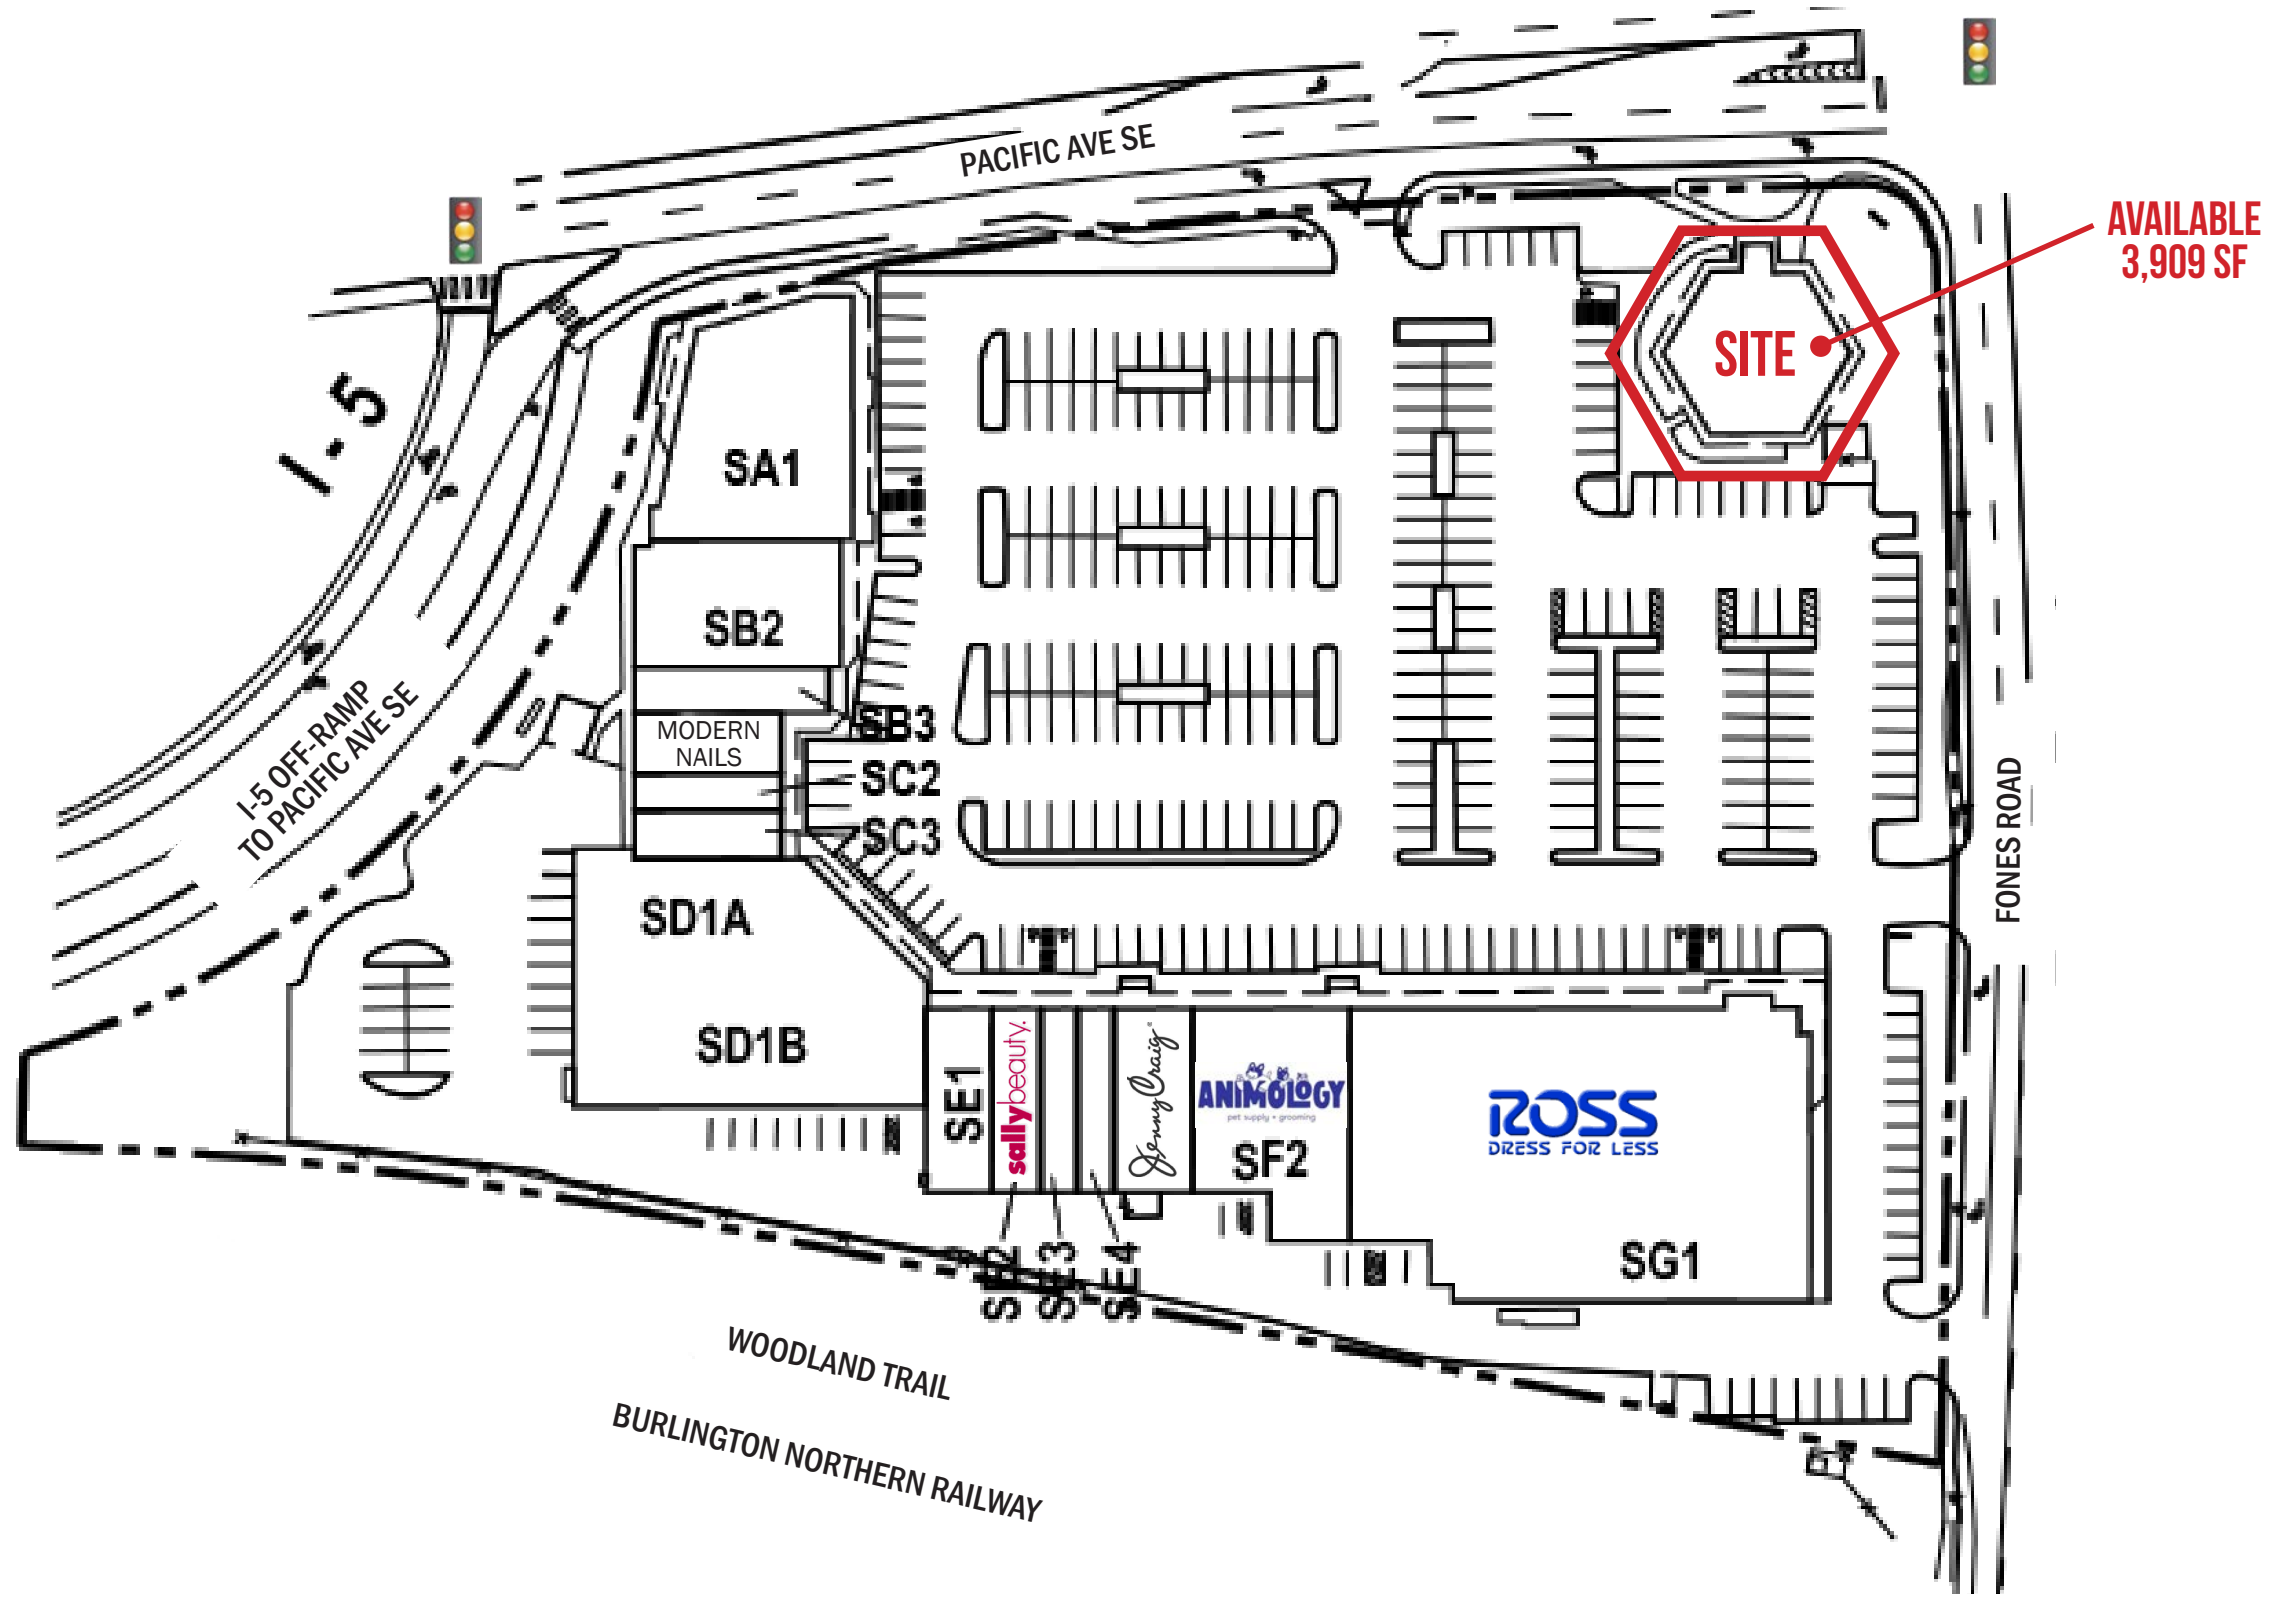 PACIFIC AVE SE
AVAILABLE
3,909 SF
SITE
I-5
SA1
SB2
I-5 OFF-RAMP
TO PACIFIC AVE SE
SB3
MODERN
NAILS
SC2
SC3
FONES ROAD
SD1A
SD1B
SE1
sallybeauty.
Jenny Craig
ANIMOLOGY
pet supply + grooming
SF2
ROSS
DRESS FOR LESS
SG1
SE2
SE3
SE4
WOODLAND TRAIL
BURLINGTON NORTHERN RAILWAY